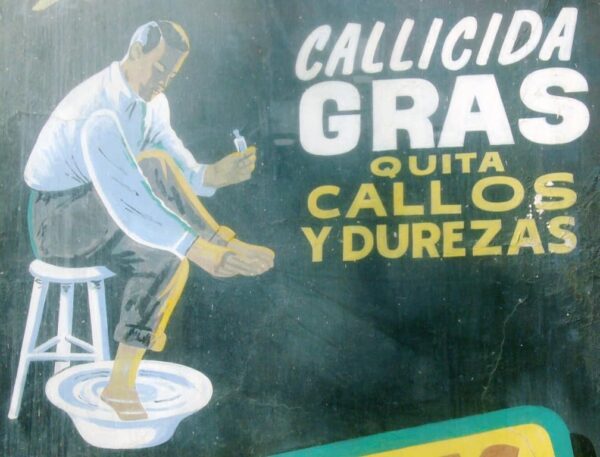 CALLICIDA
GRAS
QUITA
CALLOS
Y DUREZAS